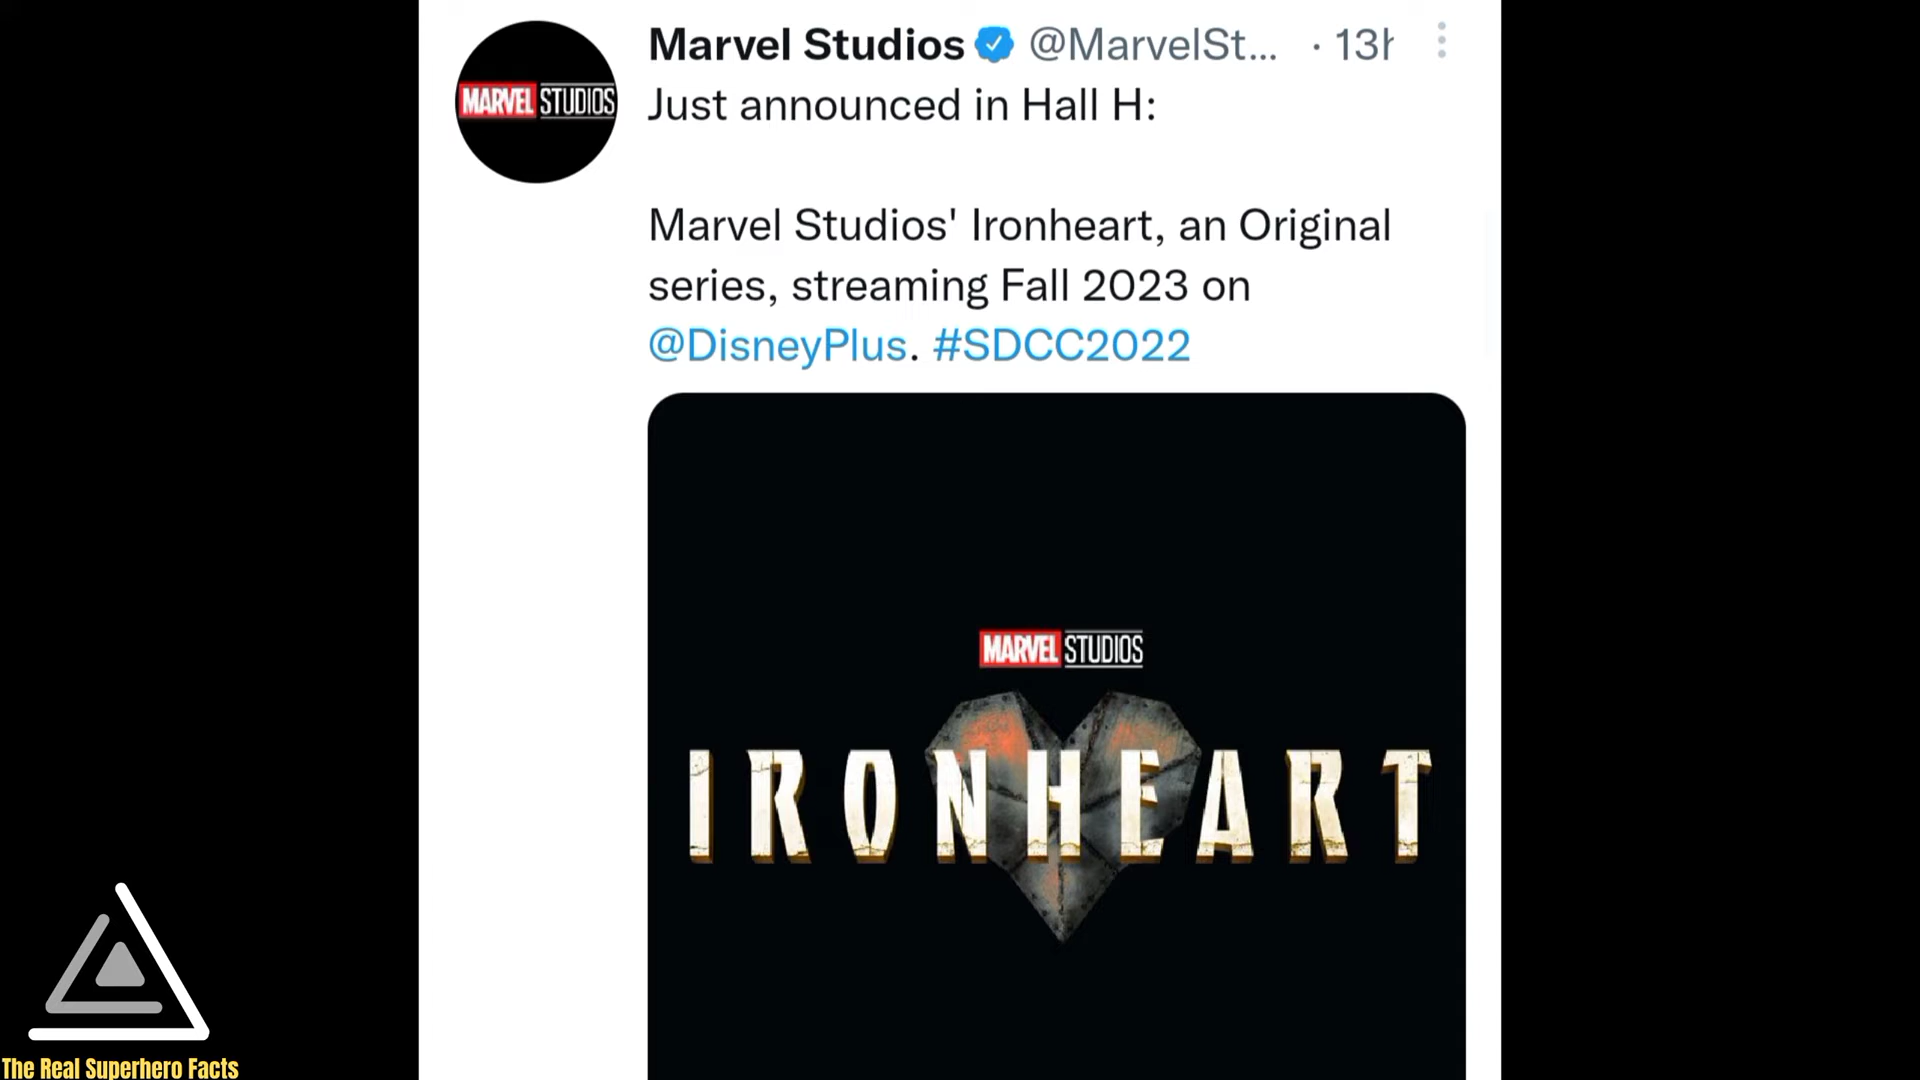 Marvel Studios @MarvelSt... · 13h
MARVEL STUDIOS
Just announced in Hall H:
Marvel Studios' Ironheart, an Original
series, streaming Fall 2023 on
@DisneyPlus. #SDCC2022
MARVEL STUDIOS
IRONHEART
The Real Superhero Facts